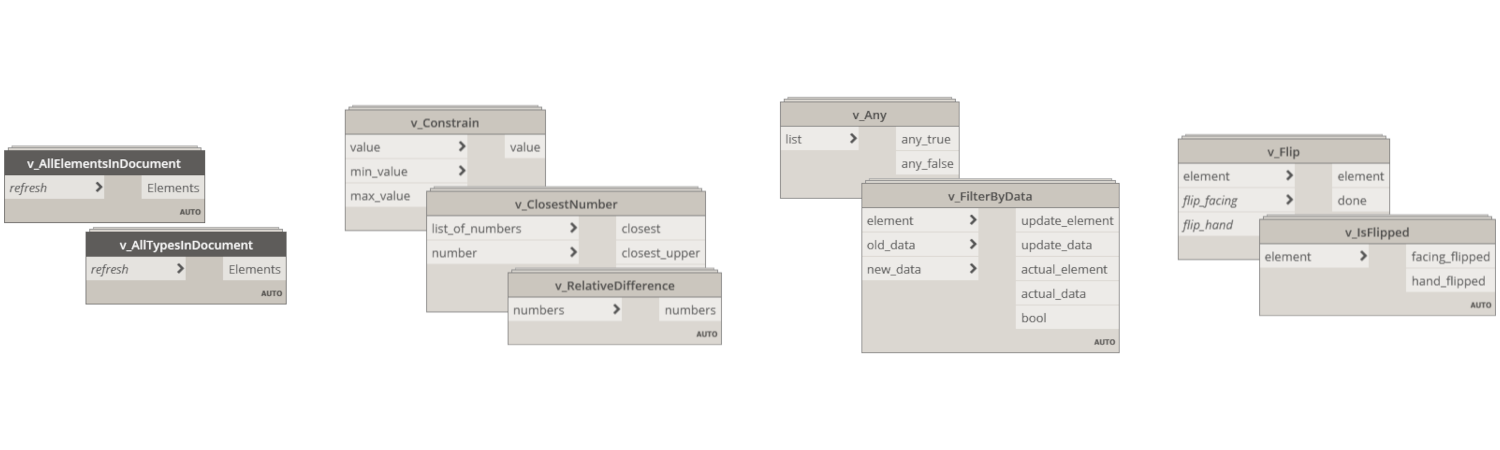 v_AllElementsInDocument
refresh Elements
AUTO
v_AllTypesInDocument
refresh Elements
AUTO
v_Constrain
value value
min_value
max_value
v_ClosestNumber
list_of_numbers closest
number closest_upper
v_RelativeDifference
numbers numbers
AUTO
v_Any
list any_true
any_false
v_FilterByData
element update_element
old_data update_data
new_data actual_element
actual_data
bool
AUTO
v_Flip
element element
flip_facing done
flip_hand
v_IsFlipped
element facing_flipped
hand_flipped
AUTO